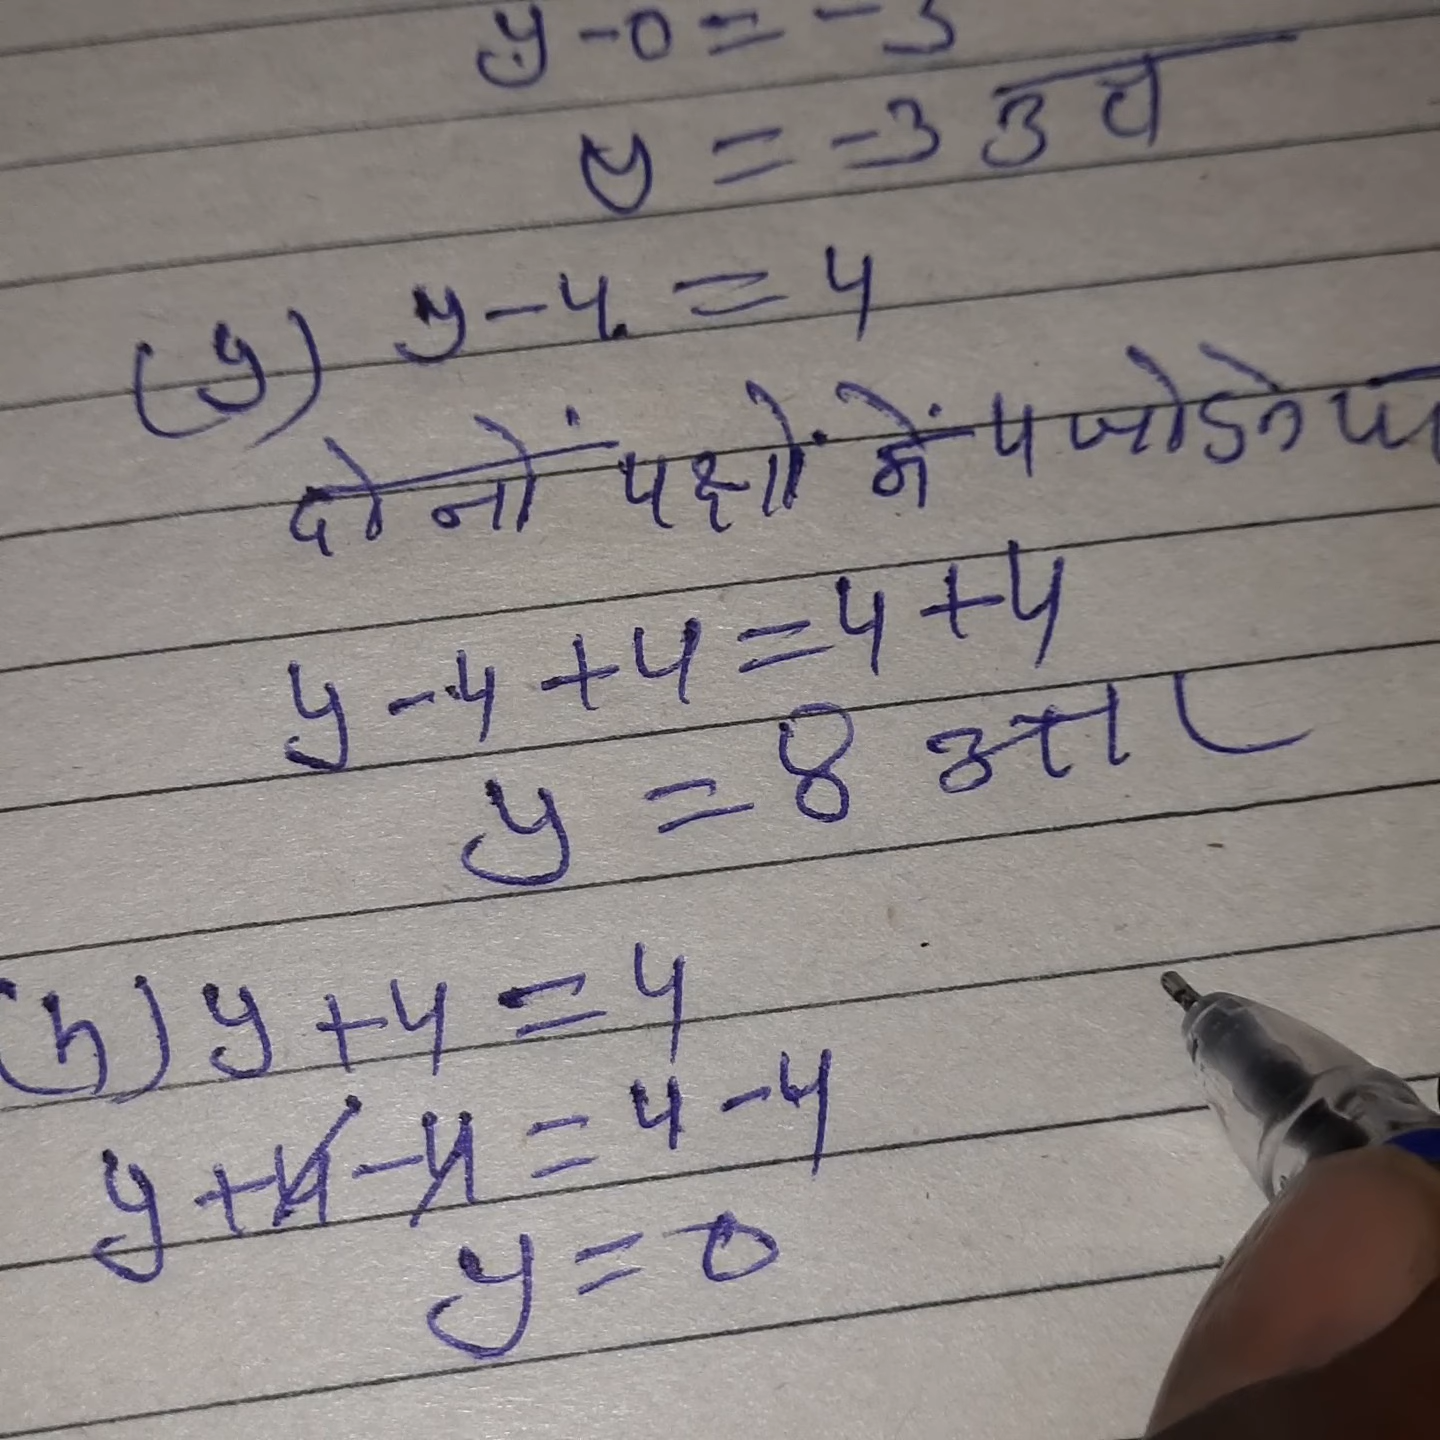 y - 0 = - 3
y = -3 उत्त
(g) y - 4 = 4
दोनों पक्षों में 4 जोडने पर
y - 4 + 4 = 4 + 4
y = 8 उत्तर
(h) y + 4 = 4
y + 4 - 4 = 4 - 4
y = 0